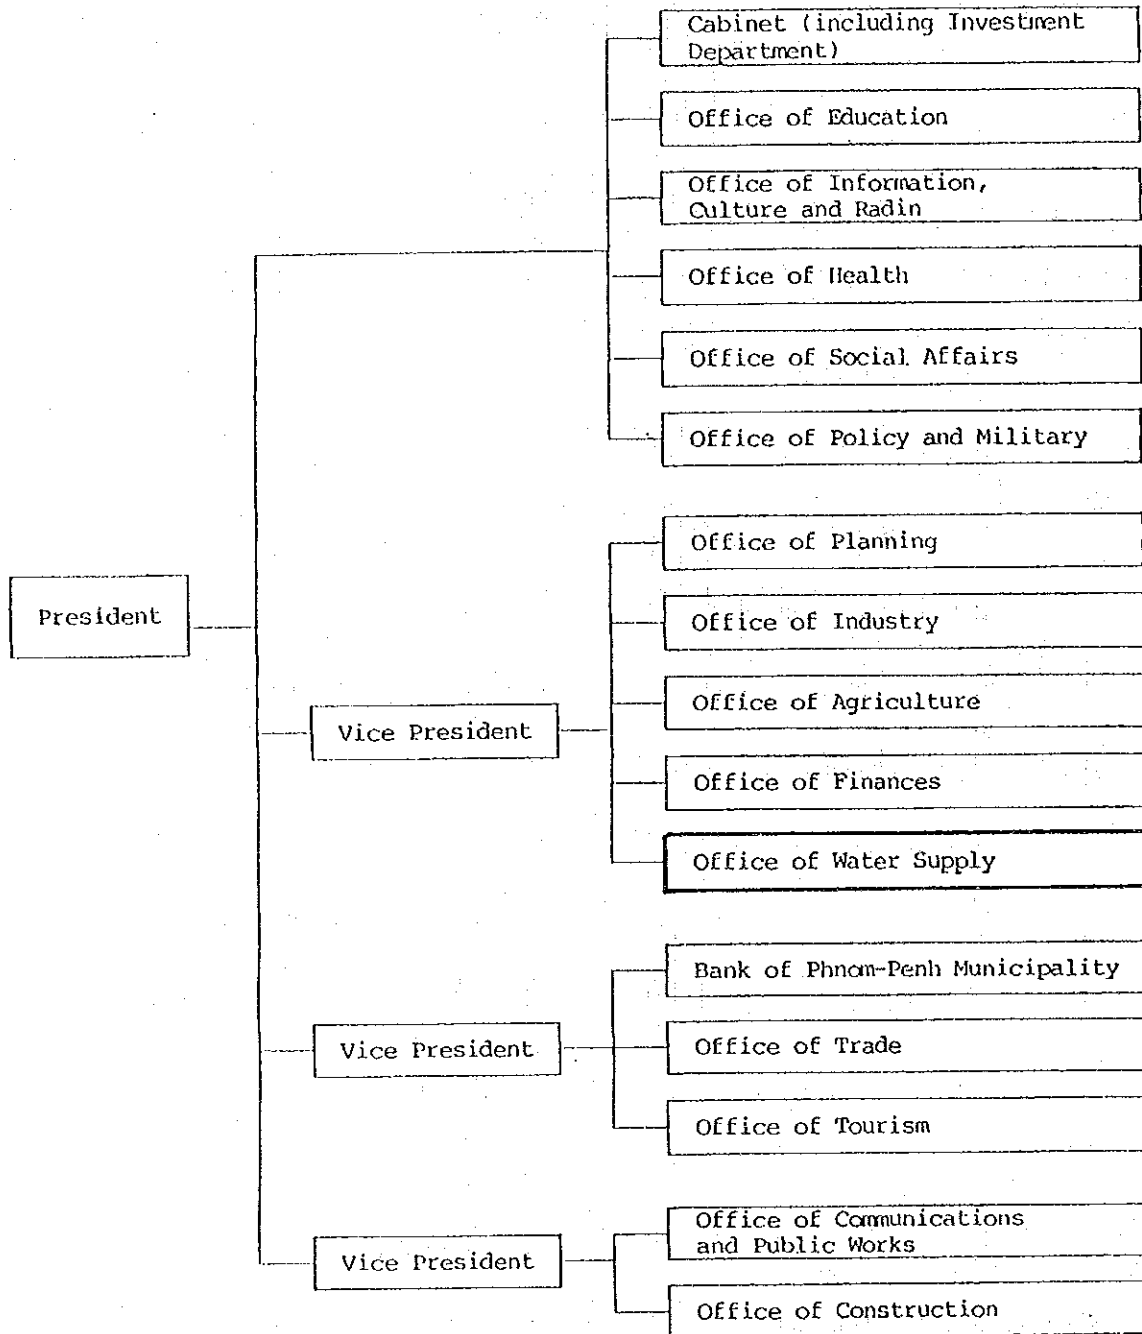 Cabinet (including Investment
Department)
Office of Education
Office of Information,
Culture and Radin
Office of Health
Office of Social Affairs
Office of Policy and Military
President
Vice President
Office of Planning
Office of Industry
Office of Agriculture
Office of Finances
Office of Water Supply
Vice President
Bank of Phnom-Penh Municipality
Office of Trade
Office of Tourism
Vice President
Office of Communications
and Public Works
Office of Construction